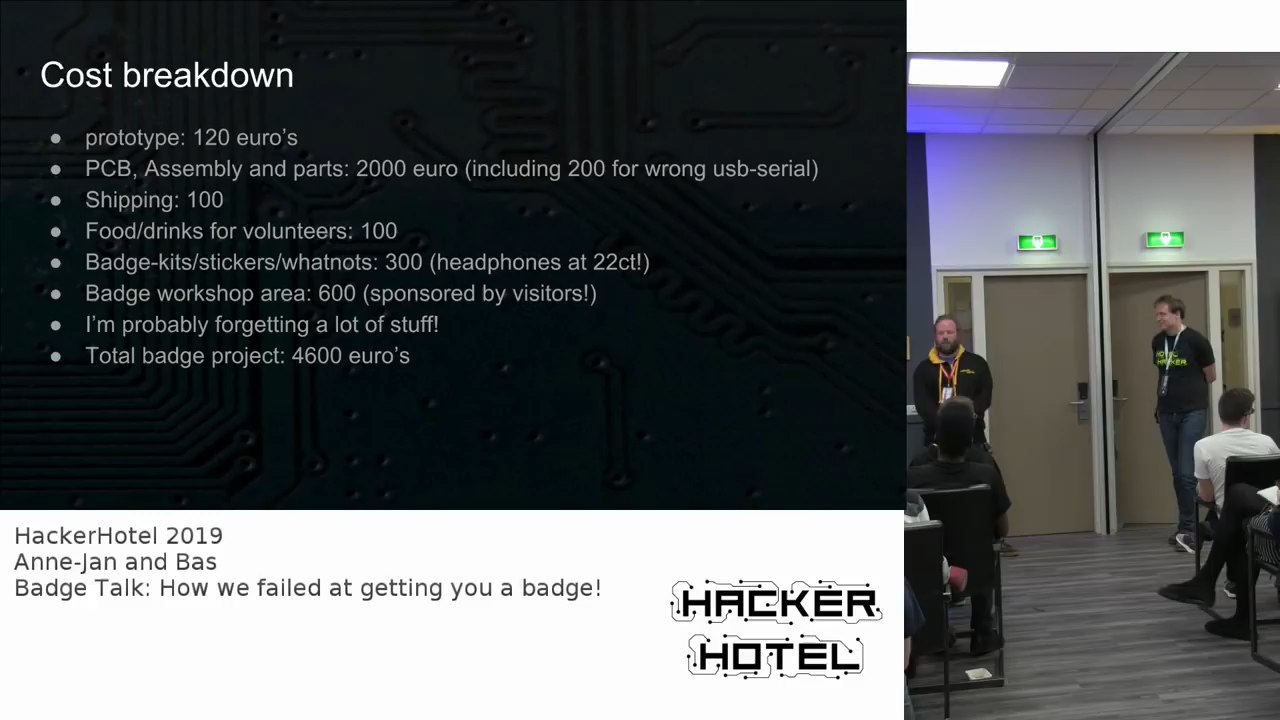 Cost breakdown
● prototype: 120 euro’s
● PCB, Assembly and parts: 2000 euro (including 200 for wrong usb-serial)
● Shipping: 100
● Food/drinks for volunteers: 100
● Badge-kits/stickers/whatnots: 300 (headphones at 22ct!)
● Badge workshop area: 600 (sponsored by visitors!)
● I’m probably forgetting a lot of stuff!
● Total badge project: 4600 euro’s
HackerHotel 2019
Anne-Jan and Bas
Badge Talk: How we failed at getting you a badge!
HACKER
HOTEL
HOTEL
HACKER